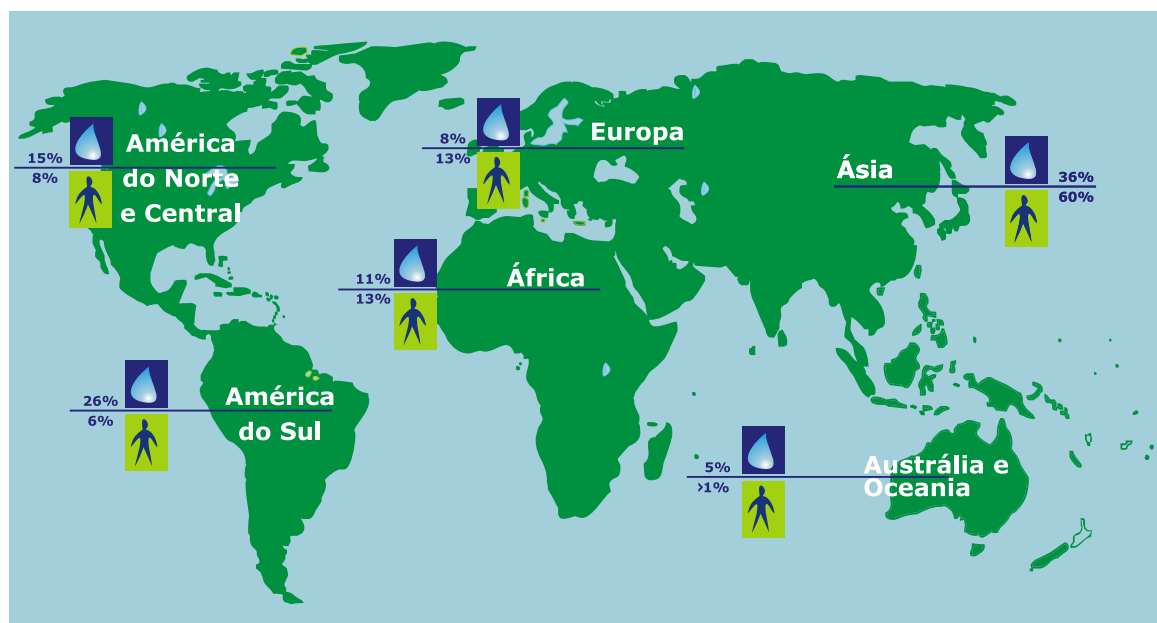 América
do Norte
e Central
15%
8%
8%
13%
Europa
Ásia
36%
60%
11%
13%
África
26%
6%
América
do Sul
5%
>1%
Austrália e
Oceania